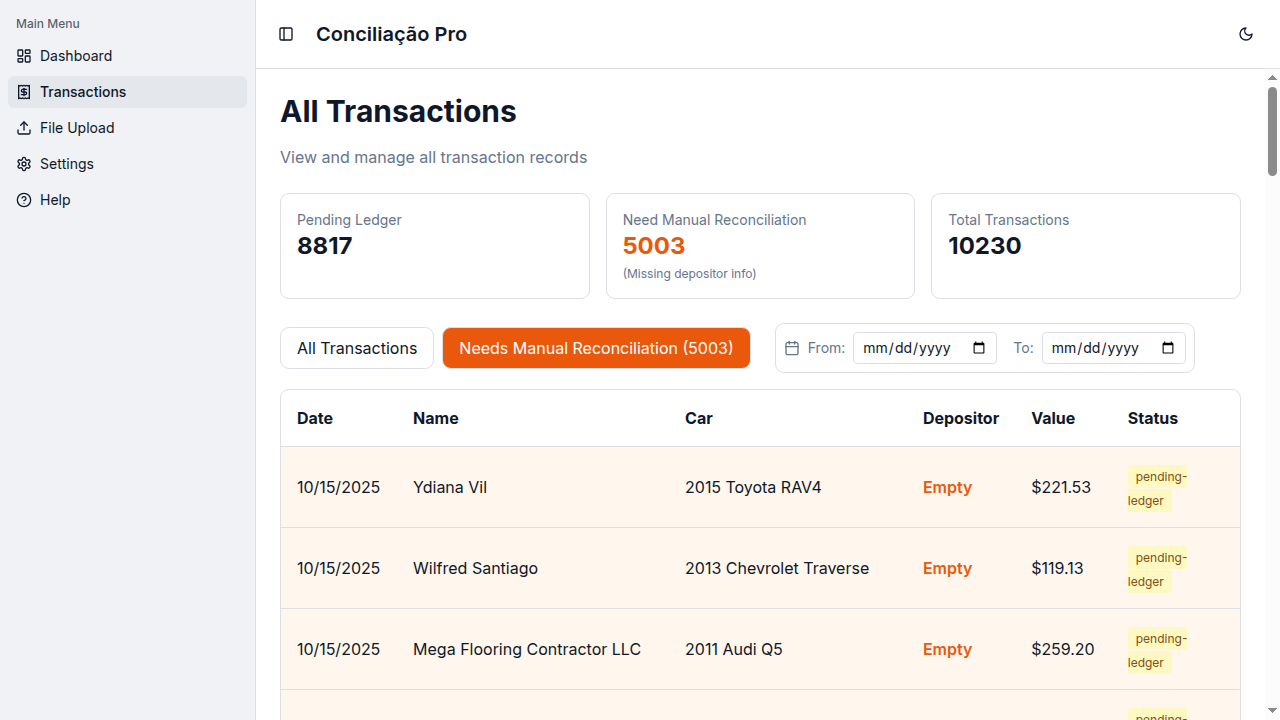 Main Menu
Dashboard
Transactions
File Upload
Settings
Help
Conciliação Pro
All Transactions
View and manage all transaction records
Pending Ledger
8817
Need Manual Reconciliation
5003
(Missing depositor info)
Total Transactions
10230
All Transactions
Needs Manual Reconciliation (5003)
From: mm/dd/yyyy To: mm/dd/yyyy
Date Name Car Depositor Value Status
10/15/2025 Ydiana Vil 2015 Toyota RAV4 Empty $221.53 pending-
ledger
10/15/2025 Wilfred Santiago 2013 Chevrolet Traverse Empty $119.13 pending-
ledger
10/15/2025 Mega Flooring Contractor LLC 2011 Audi Q5 Empty $259.20 pending-
ledger
pending-